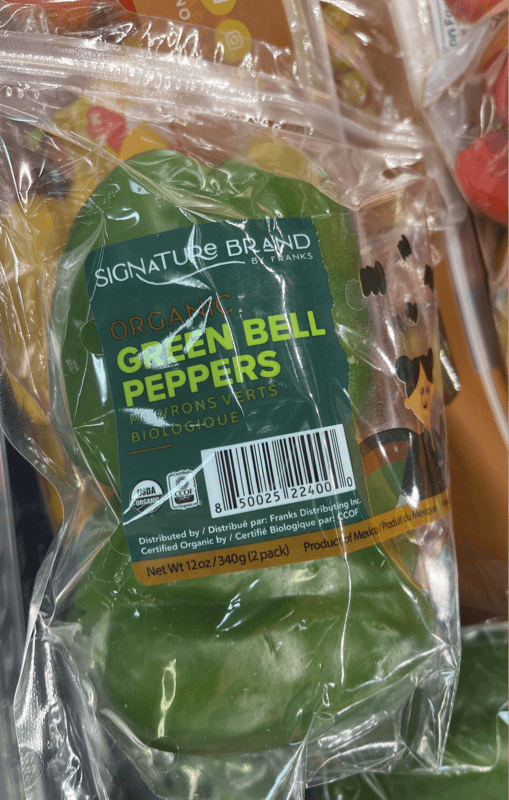 SIGNATURE BRAND
BY FRANKS
ORGANIC
GREEN BELL
PEPPERS
POIVRONS VERTS
BIOLOGIQUE
USDA
ORGANIC
CCOF
8 50025 22400 0
Distributed by / Distribué par: Franks Distributing Inc.
Certified Organic by / Certifié Biologique par: CCOF
Net Wt 12oz / 340g (2 pack) Product of Mexico / Produit du Mexique